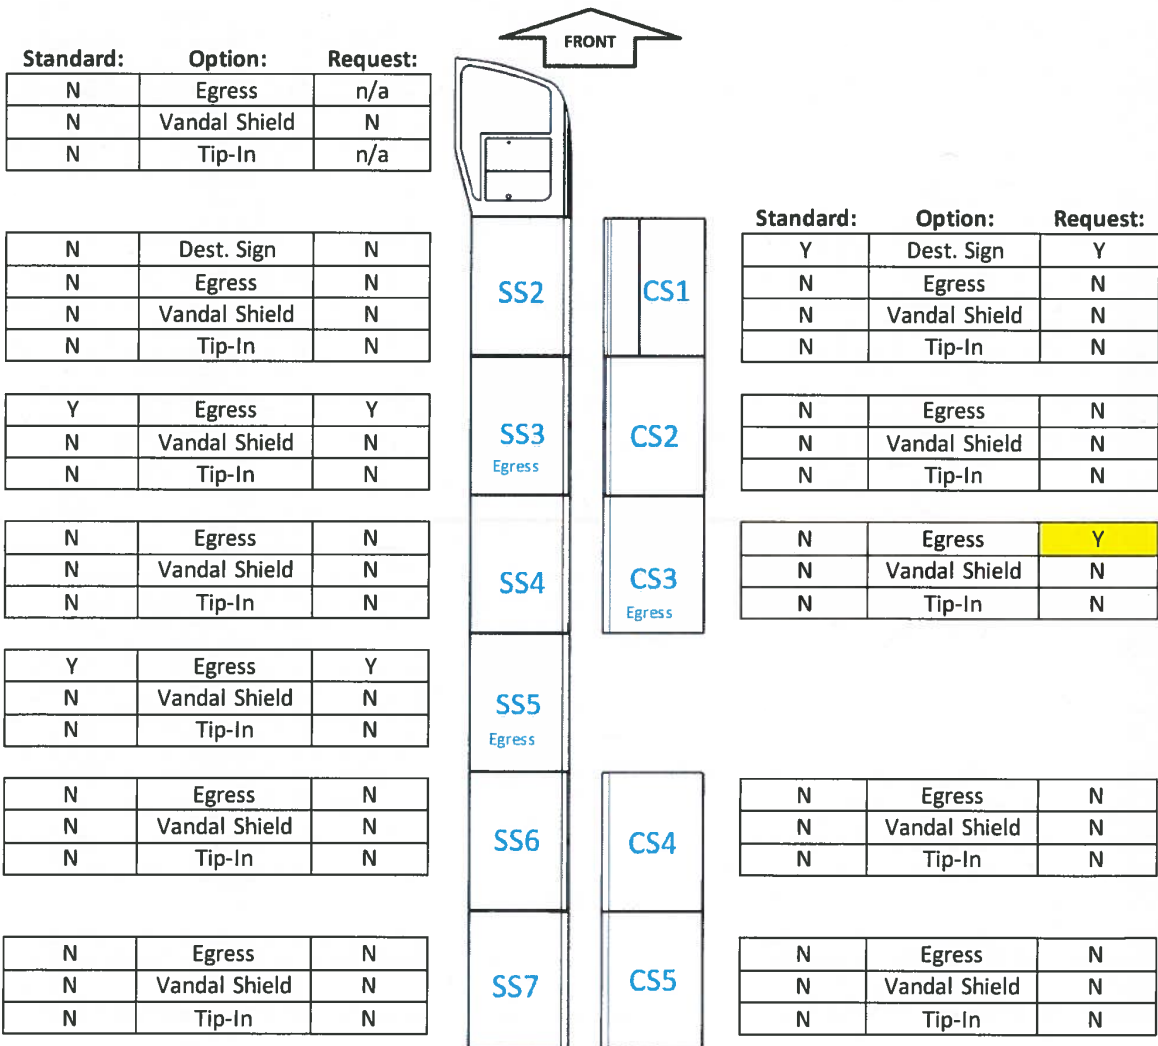 FRONT
Standard: Option: Request:
N Egress n/a
N Vandal Shield N
N Tip-In n/a
Standard: Option: Request:
N Dest. Sign N
N Egress N
N Vandal Shield N
N Tip-In N
SS2
CS1
Y Dest. Sign Y
N Egress N
N Vandal Shield N
N Tip-In N
Y Egress Y
N Vandal Shield N
N Tip-In N
SS3
Egress
CS2
N Egress N
N Vandal Shield N
N Tip-In N
N Egress N
N Vandal Shield N
N Tip-In N
SS4
CS3
Egress
N Egress Y
N Vandal Shield N
N Tip-In N
Y Egress Y
N Vandal Shield N
N Tip-In N
SS5
Egress
N Egress N
N Vandal Shield N
N Tip-In N
SS6
CS4
N Egress N
N Vandal Shield N
N Tip-In N
N Egress N
N Vandal Shield N
N Tip-In N
SS7
CS5
N Egress N
N Vandal Shield N
N Tip-In N